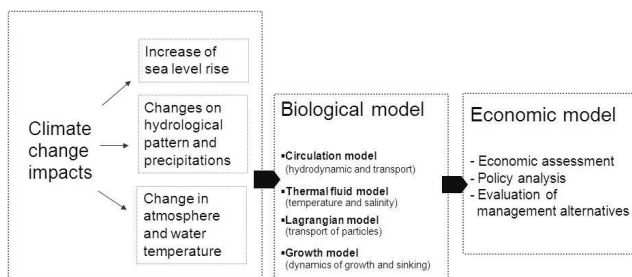 Climate
change
impacts
Increase of
sea level rise
Changes on
hydrological
pattern and
precipitations
Change in
atmosphere
and water
temperature
Biological model
▪Circulation model
(hydrodynamic and transport)
▪Thermal fluid model
(temperature and salinity)
▪Lagrangian model
(transport of particles)
▪Growth model
(dynamics of growth and sinking)
Economic model
- Economic assessment
- Policy analysis
- Evaluation of
management alternatives